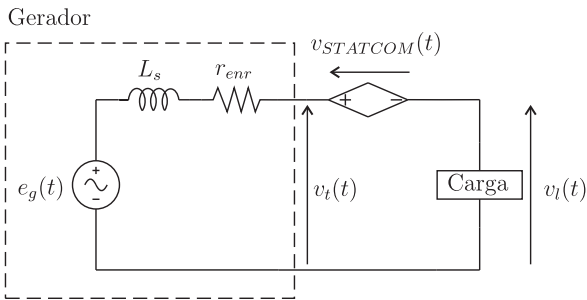 Gerador
v_{STATCOM}(t)
L_s
r_{enr}
+ −
+
e_g(t)
−
v_t(t)
Carga
v_l(t)